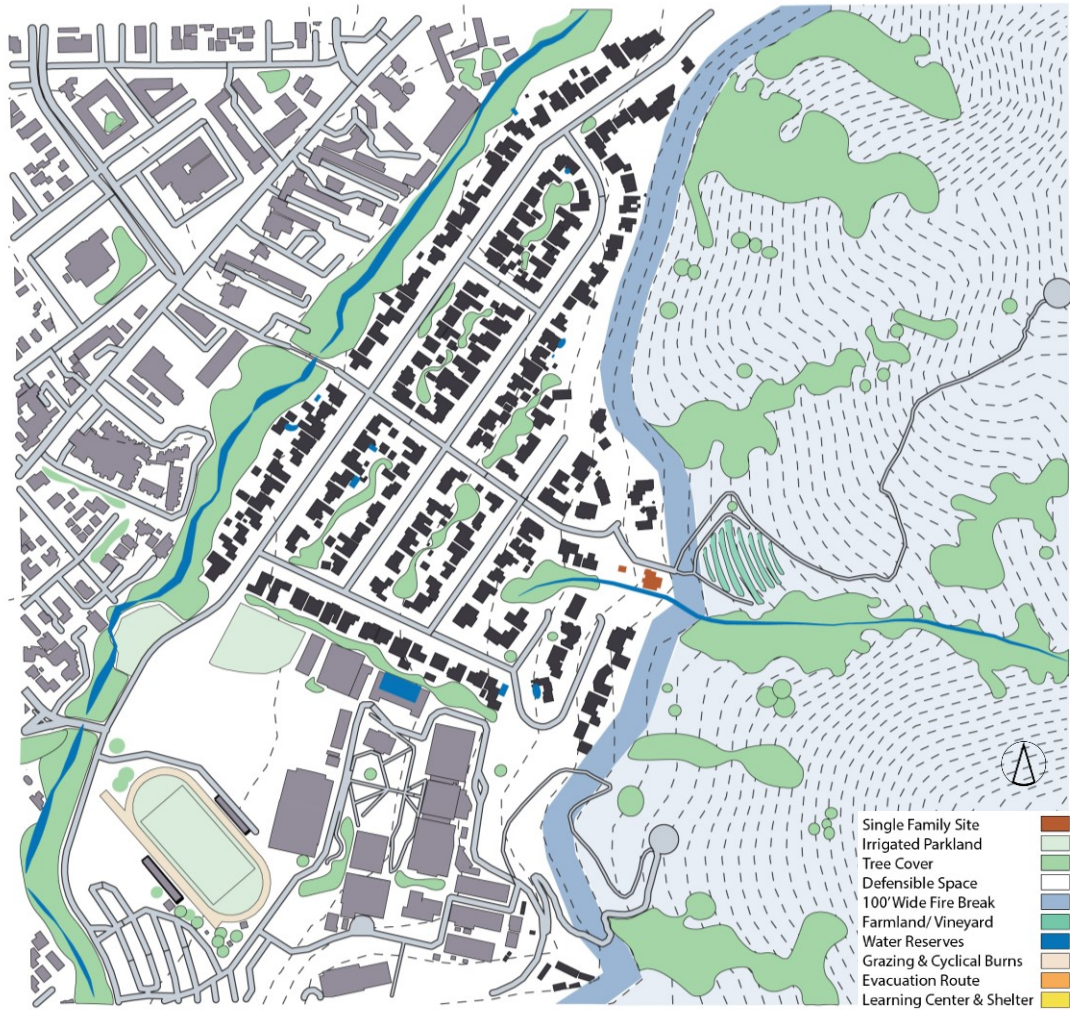 Single Family Site
Irrigated Parkland
Tree Cover
Defensible Space
100' Wide Fire Break
Farmland/ Vineyard
Water Reserves
Grazing & Cyclical Burns
Evacuation Route
Learning Center & Shelter